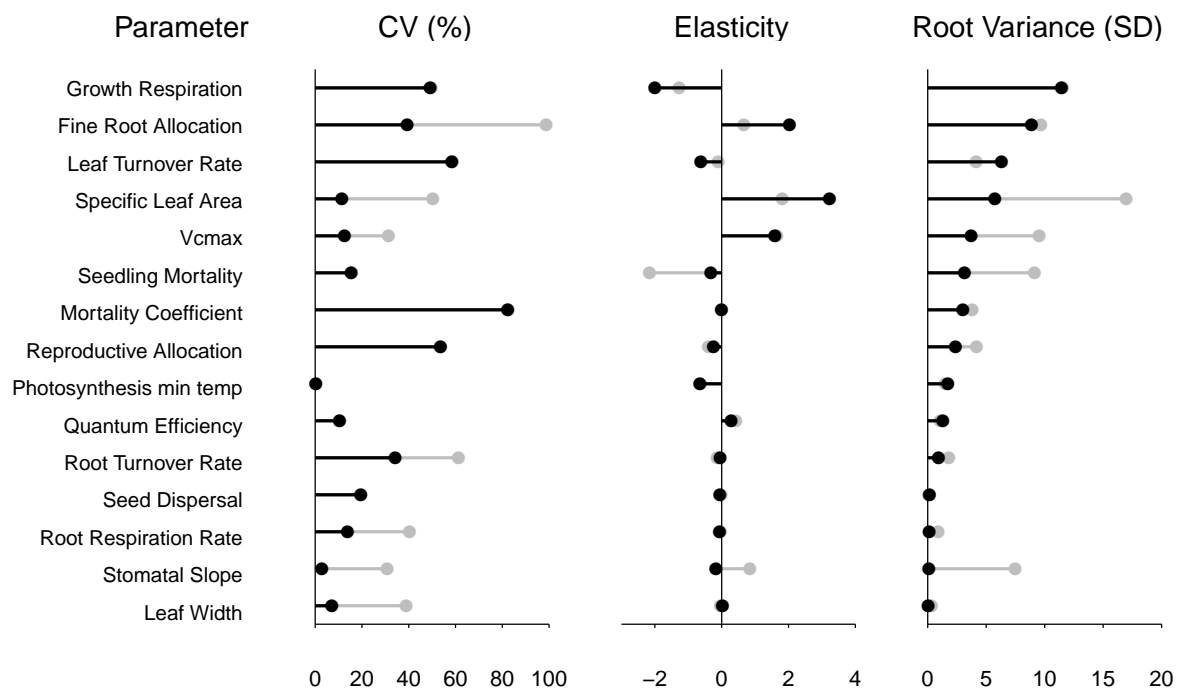 Parameter CV (%) Elasticity Root Variance (SD)
Growth Respiration
Fine Root Allocation
Leaf Turnover Rate
Specific Leaf Area
Vcmax
Seedling Mortality
Mortality Coefficient
Reproductive Allocation
Photosynthesis min temp
Quantum Efficiency
Root Turnover Rate
Seed Dispersal
Root Respiration Rate
Stomatal Slope
Leaf Width
0 20 40 60 80 100 −2 0 2 4 0 5 10 15 20